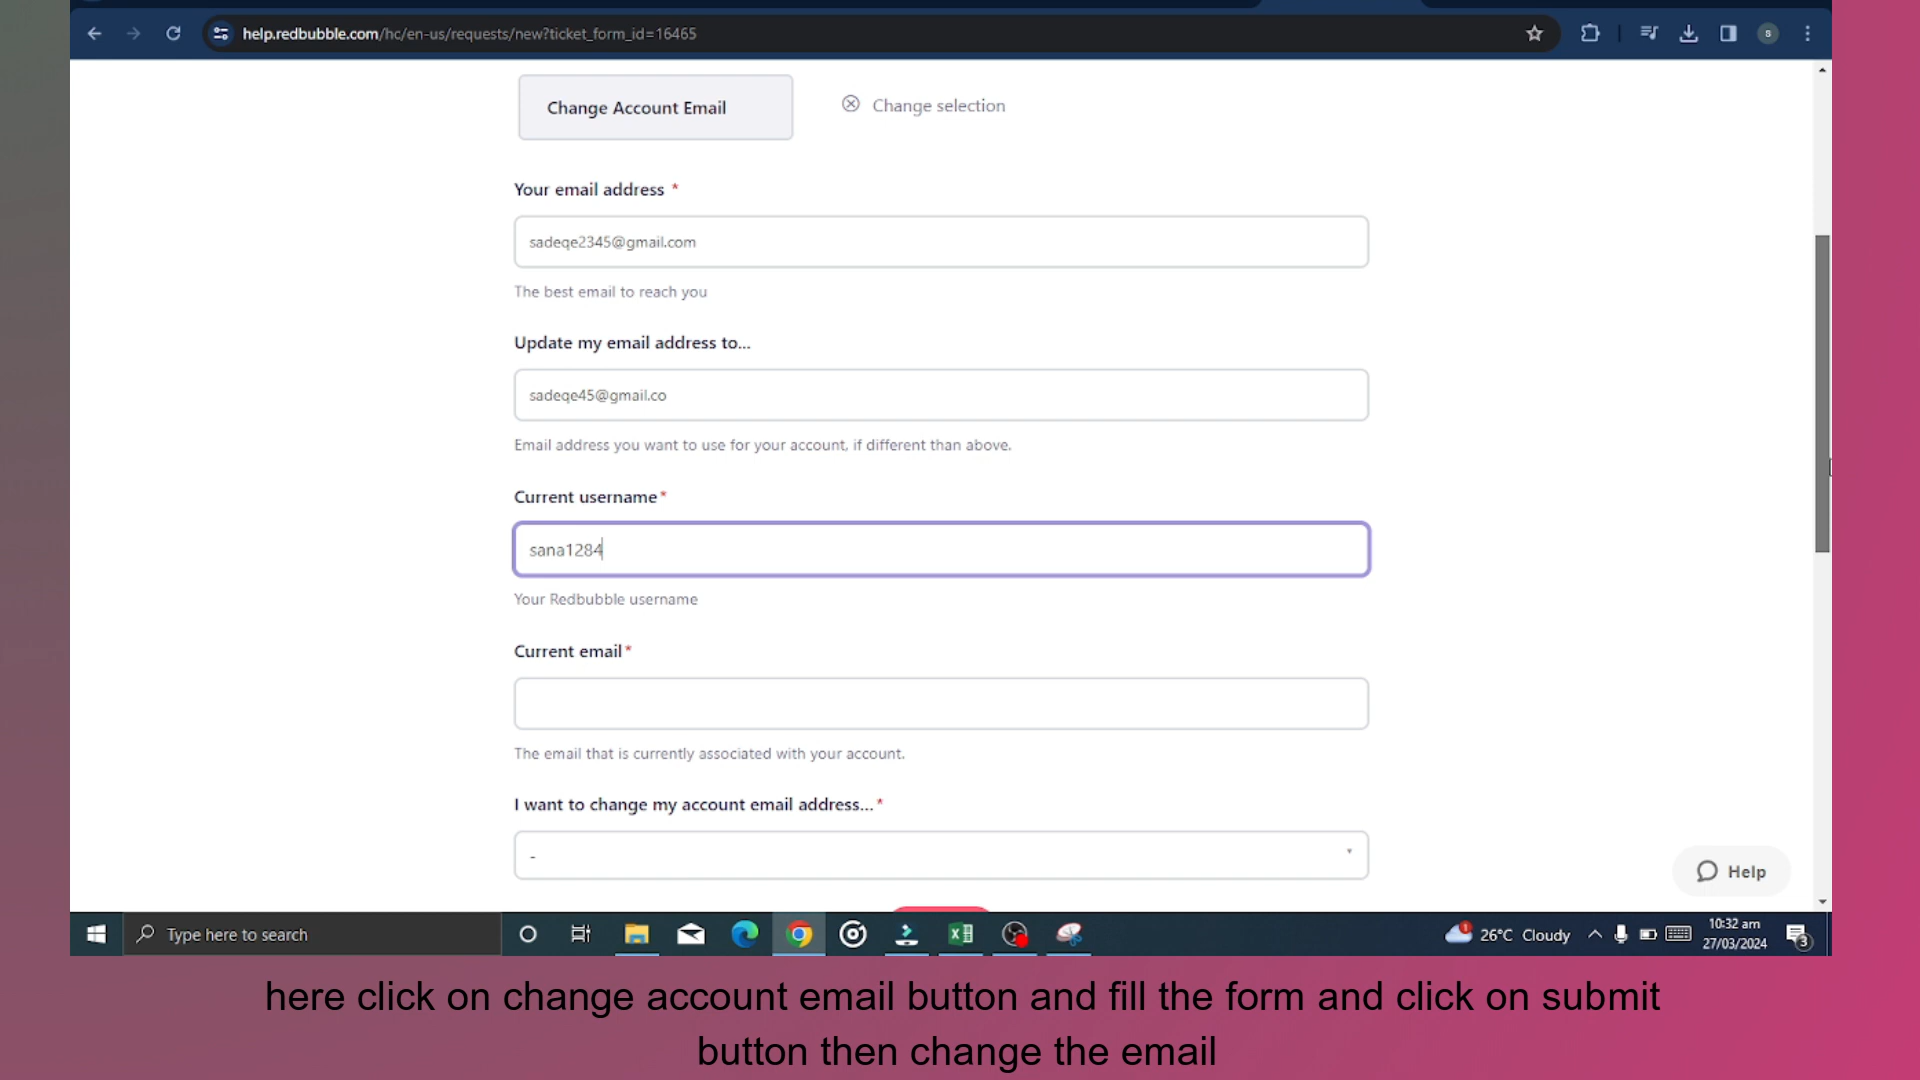 help.redbubble.com/hc/en-us/requests/new?ticket_form_id=16465
S
Change Account Email
Change selection
Your email address *
sadeqe2345@gmail.com
The best email to reach you
Update my email address to...
sadeqe45@gmail.co
Email address you want to use for your account, if different than above.
Current username*
sana1284
Your Redbubble username
Current email*
The email that is currently associated with your account.
I want to change my account email address...*
-
Help
Type here to search
26°C Cloudy
10:32 am
27/03/2024
3
here click on change account email button and fill the form and click on submit
button then change the email